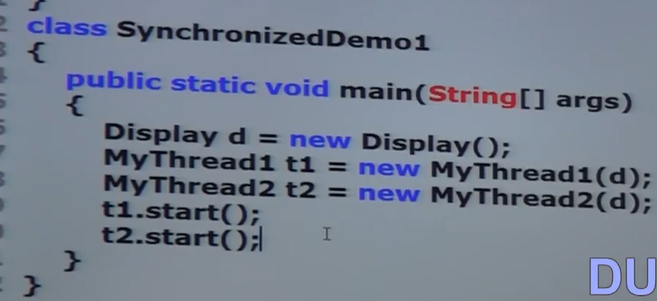 }
class SynchronizedDemo1
{
public static void main(String[] args)
{
Display d = new Display();
MyThread1 t1 = new MyThread1(d);
MyThread2 t2 = new MyThread2(d);
t1.start();
t2.start();
}
}
DU